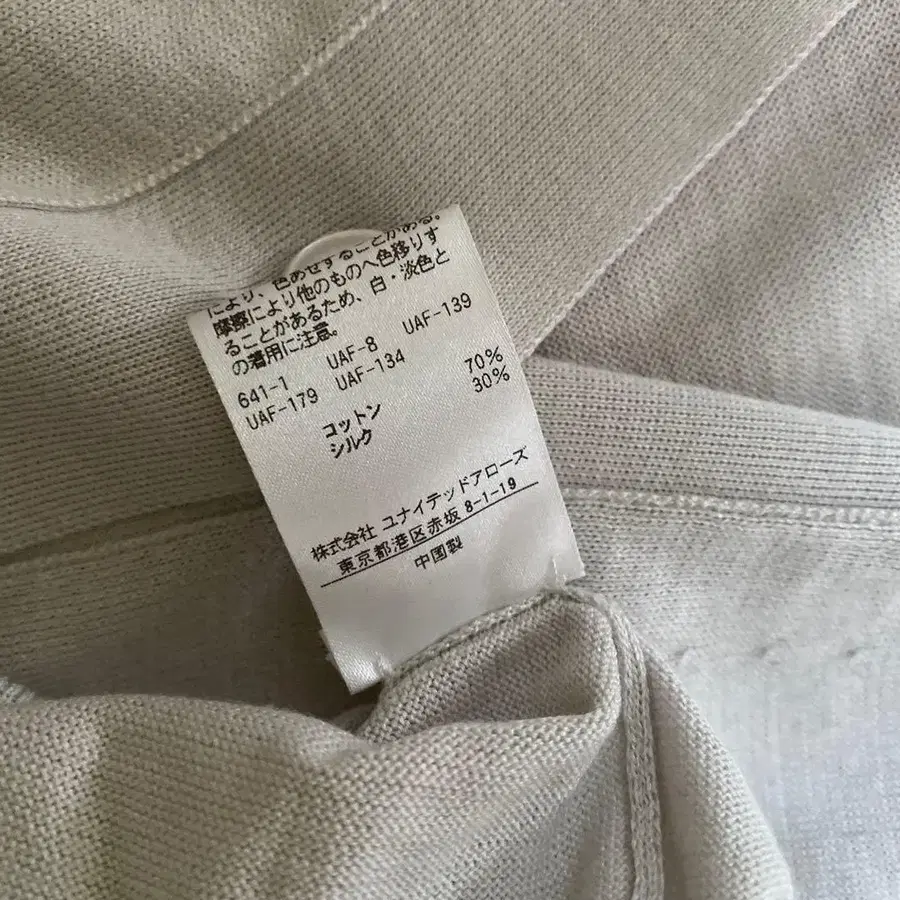 により、色あせすることがある。
摩擦により他のものへ色移りす
ることがあるため、白・淡色と
の着用に注意。
641-1 UAF-8 UAF-139
UAF-179 UAF-134
コットン 70%
シルク 30%
株式会社 ユナイテッドアローズ
東京都港区赤坂 8-1-19
中国製